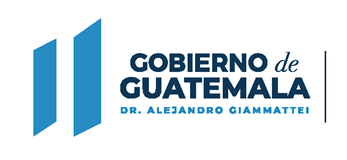 GOBIERNO de
GUATEMALA
DR. ALEJANDRO GIAMMATTEI